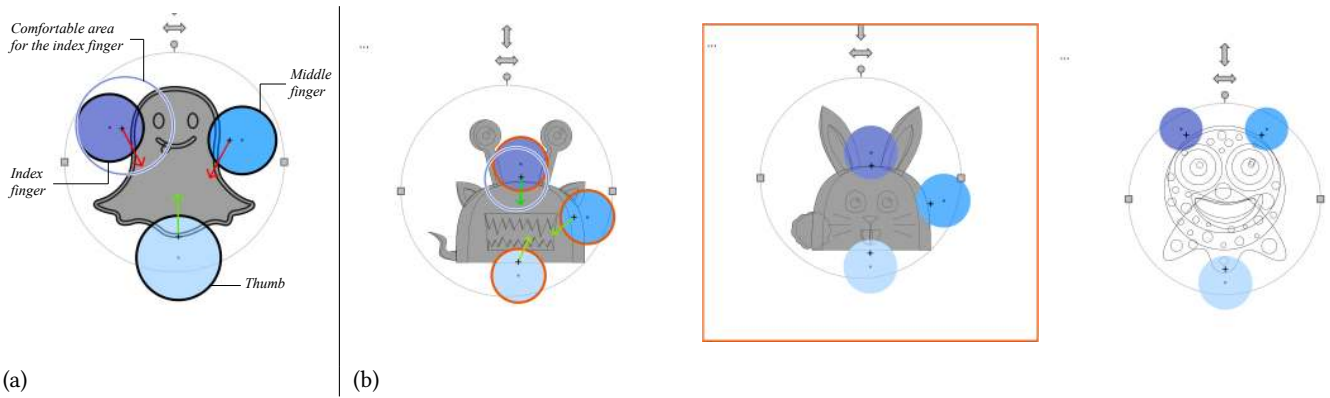 Comfortable area
for the index finger
Middle
finger
Index
finger
Thumb
(a)
(b)